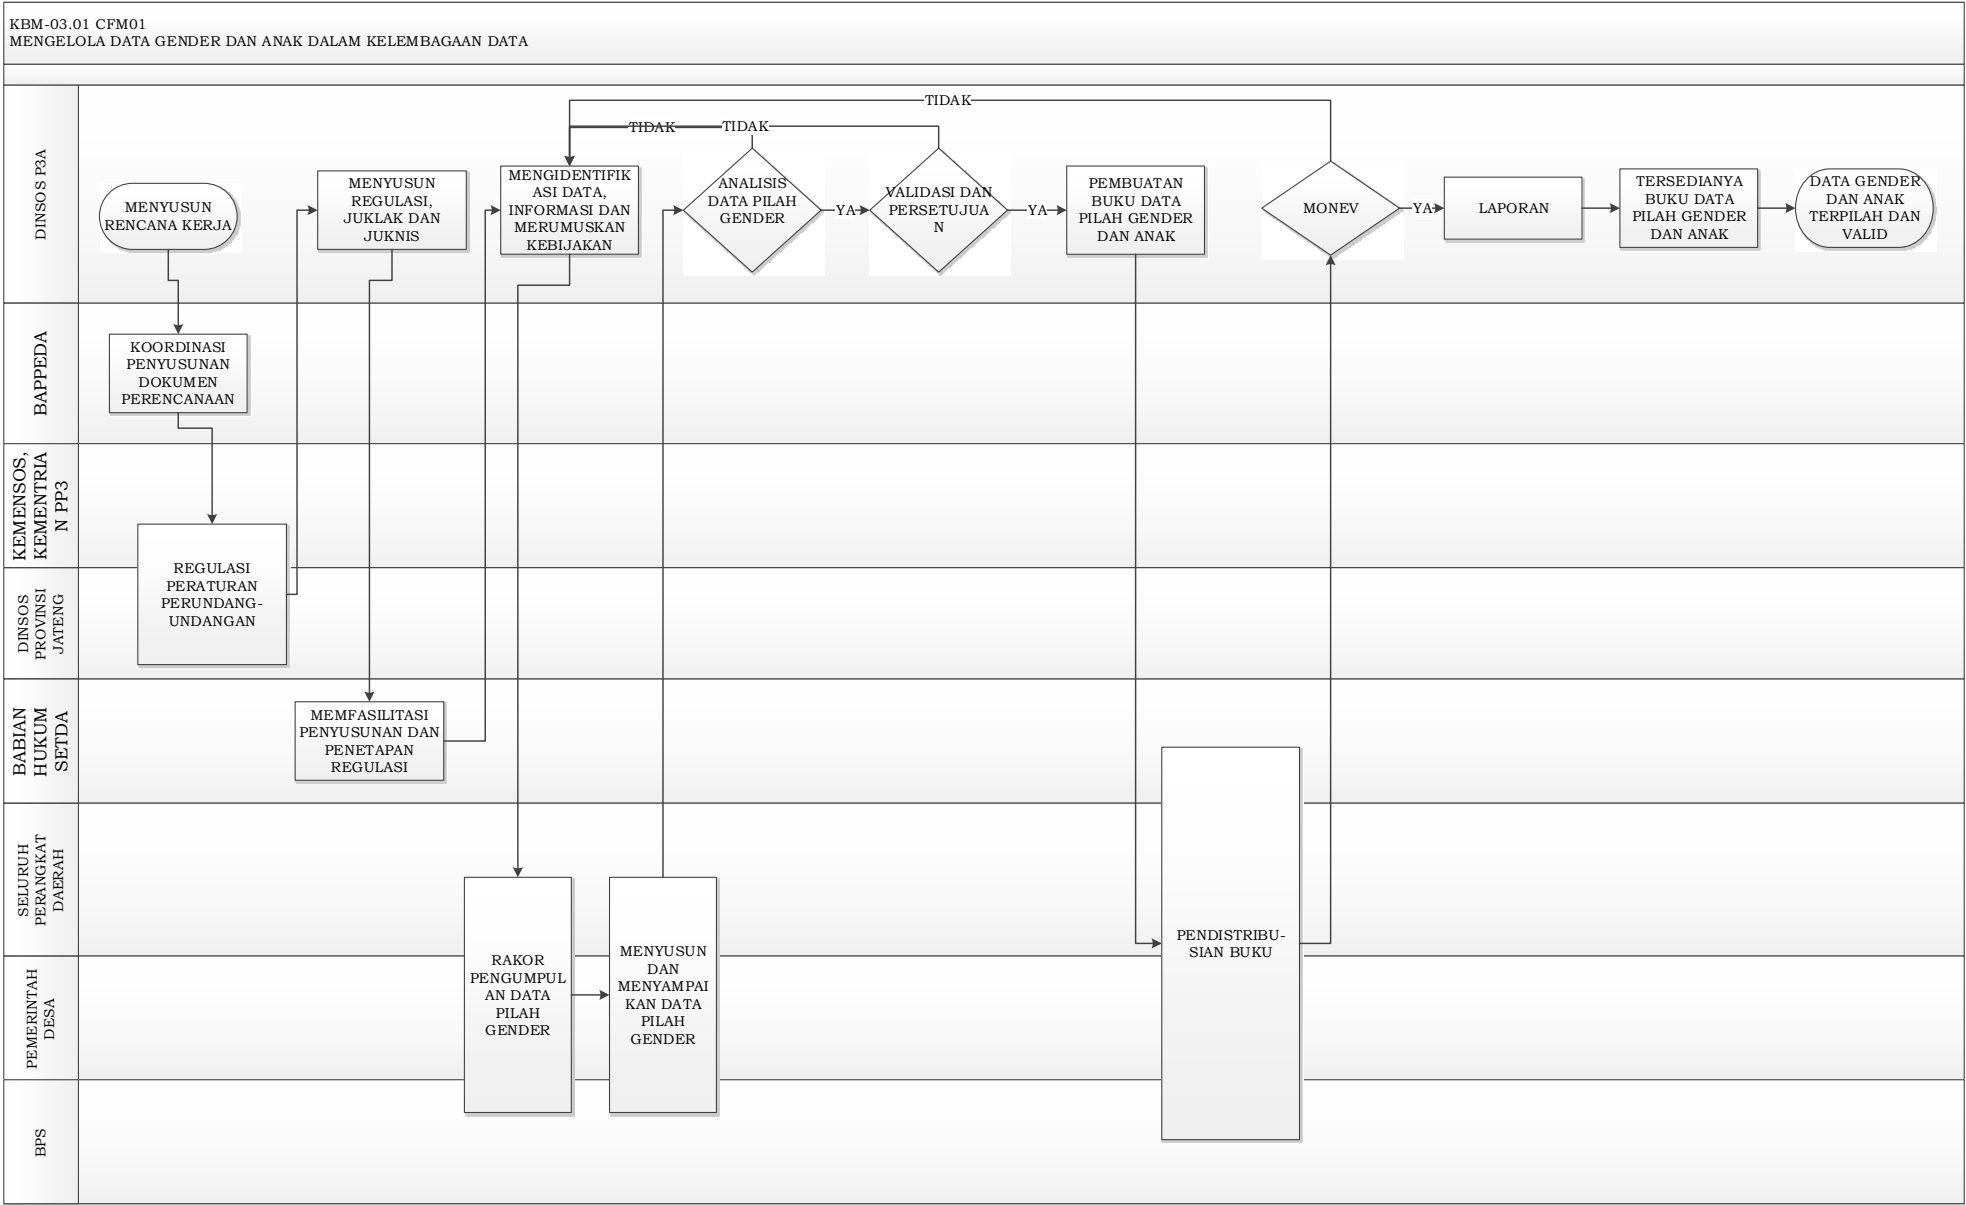 KBM-03.01 CFM01
MENGELOLA DATA GENDER DAN ANAK DALAM KELEMBAGAAN DATA
DINSOS P3A
MENYUSUN
RENCANA KERJA
MENYUSUN
REGULASI,
JUKLAK DAN
JUKNIS
MENGIDENTIFIK
ASI DATA,
INFORMASI DAN
MERUMUSKAN
KEBIJAKAN
TIDAK
TIDAK
TIDAK
ANALISIS
DATA PILAH
GENDER
YA
VALIDASI DAN
PERSETUJUA
N
YA
PEMBUATAN
BUKU DATA
PILAH GENDER
DAN ANAK
MONEV
YA
LAPORAN
TERSEDIANYA
BUKU DATA
PILAH GENDER
DAN ANAK
DATA GENDER
DAN ANAK
TERPILAH DAN
VALID
BAPPEDA
KOORDINASI
PENYUSUNAN
DOKUMEN
PERENCANAAN
KEMENSOS,
KEMENTRIA
N PP3
REGULASI
PERATURAN
PERUNDANG-
UNDANGAN
DINSOS
PROVINSI
JATENG
BABIAN
HUKUM
SETDA
MEMFASILITASI
PENYUSUNAN DAN
PENETAPAN
REGULASI
SELURUH
PERANGKAT
DAERAH
RAKOR
PENGUMPUL
AN DATA
PILAH
GENDER
MENYUSUN
DAN
MENYAMPAI
KAN DATA
PILAH
GENDER
PENDISTRIBU-
SIAN BUKU
PEMERINTAH
DESA
BPS